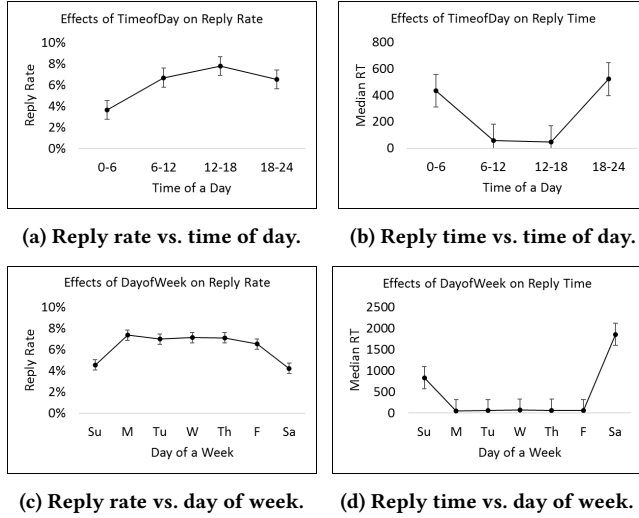 Effects of TimeofDay on Reply Rate
Reply Rate
10%
8%
6%
4%
2%
0%
0-6 6-12 12-18 18-24
Time of a Day
(a) Reply rate vs. time of day.
Effects of TimeofDay on Reply Time
Median RT
800
600
400
200
0
0-6 6-12 12-18 18-24
Time of a Day
(b) Reply time vs. time of day.
Effects of DayofWeek on Reply Rate
Reply Rate
10%
8%
6%
4%
2%
0%
Su M Tu W Th F Sa
Day of a Week
(c) Reply rate vs. day of week.
Effects of DayofWeek on Reply Time
Median RT
2500
2000
1500
1000
500
0
Su M Tu W Th F Sa
Day of a Week
(d) Reply time vs. day of week.